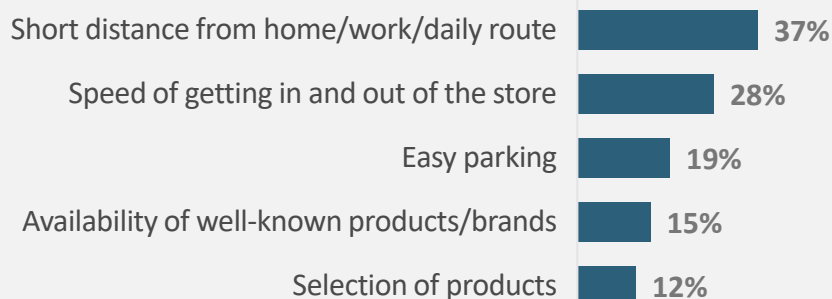 Short distance from home/work/daily route 37%
Speed of getting in and out of the store 28%
Easy parking 19%
Availability of well-known products/brands 15%
Selection of products 12%